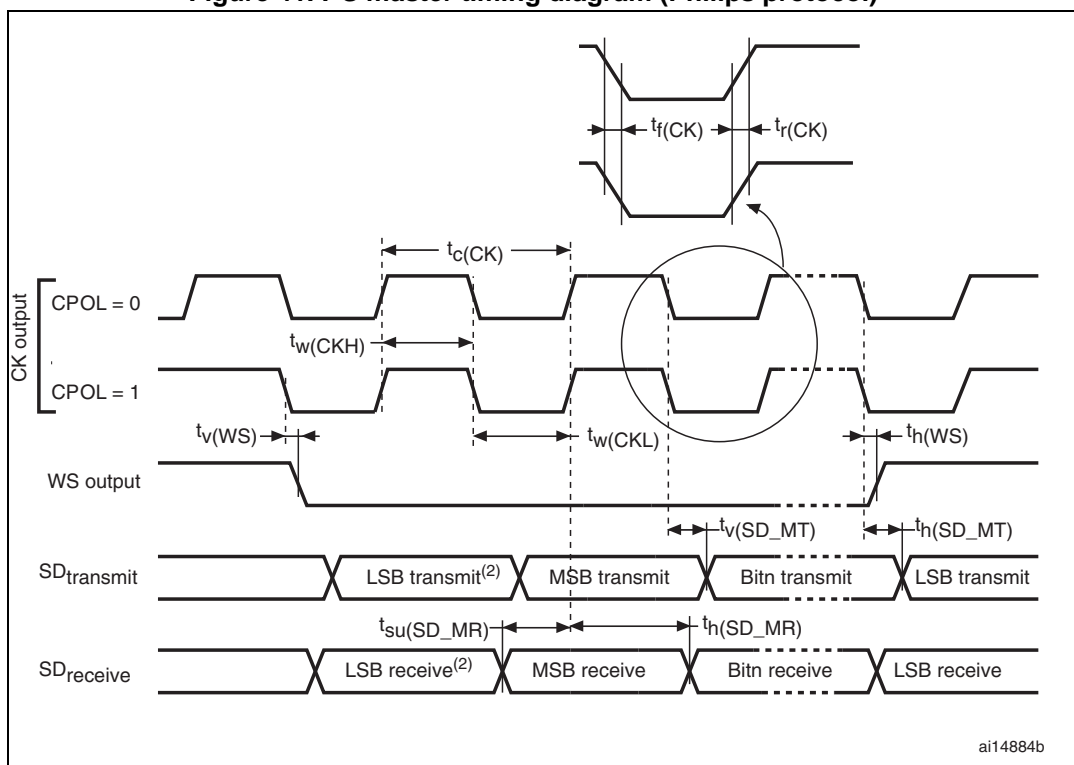 tf(CK)
tr(CK)
tc(CK)
CK output
CPOL = 0
tw(CKH)
CPOL = 1
tv(WS)
tw(CKL)
th(WS)
WS output
tv(SD_MT)
th(SD_MT)
SDtransmit
LSB transmit(2)
MSB transmit
Bitn transmit
LSB transmit
tsu(SD_MR)
th(SD_MR)
SDreceive
LSB receive(2)
MSB receive
Bitn receive
LSB receive
ai14884b